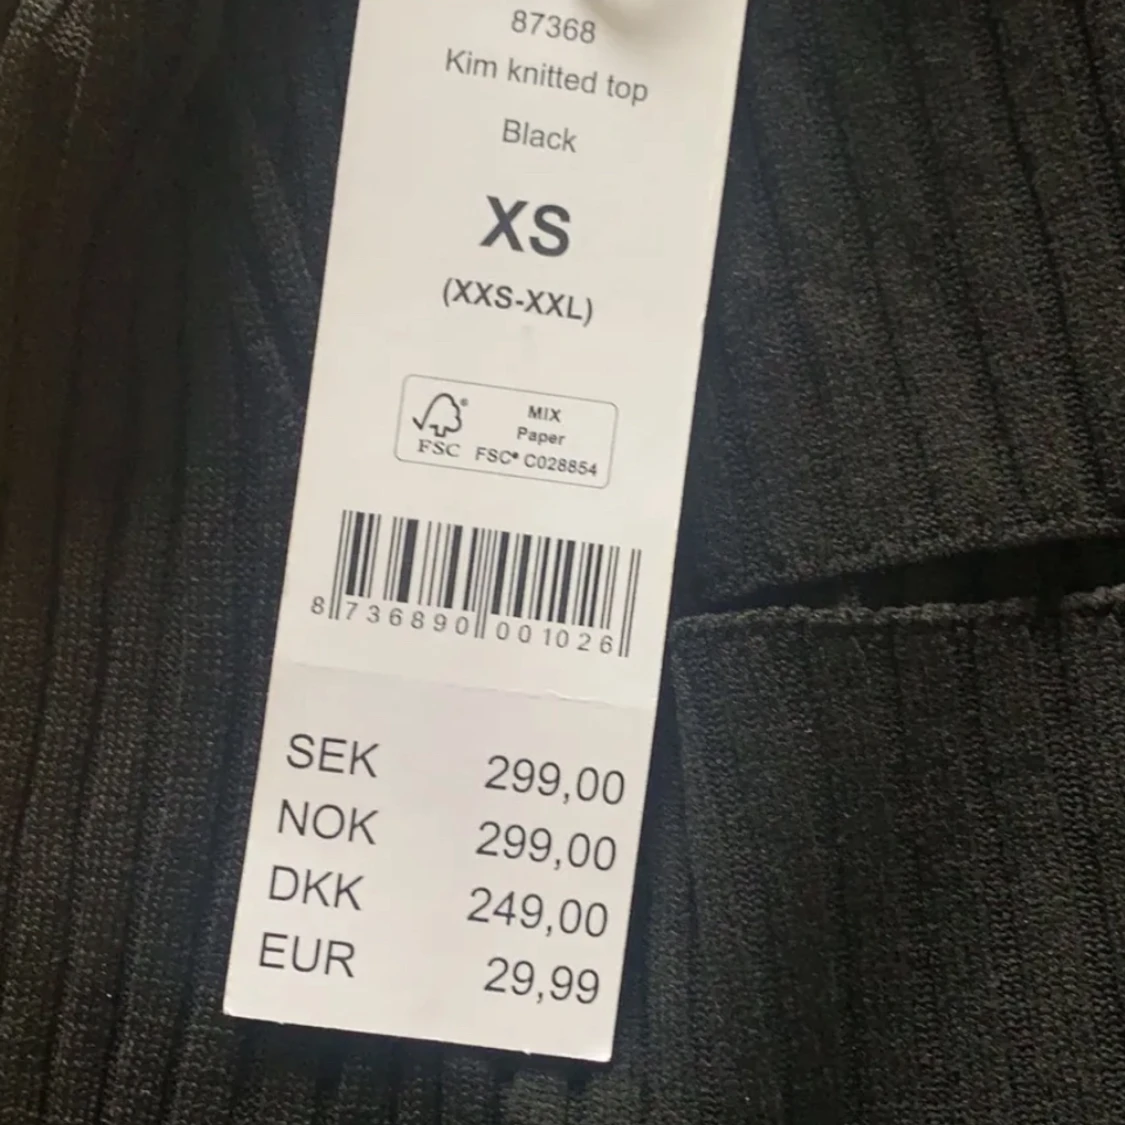 87368
Kim knitted top
Black
XS
(XXS-XXL)
MIX
Paper
FSC® C028854
FSC
8 736890 001026
SEK 299,00
NOK 299,00
DKK 249,00
EUR 29,99